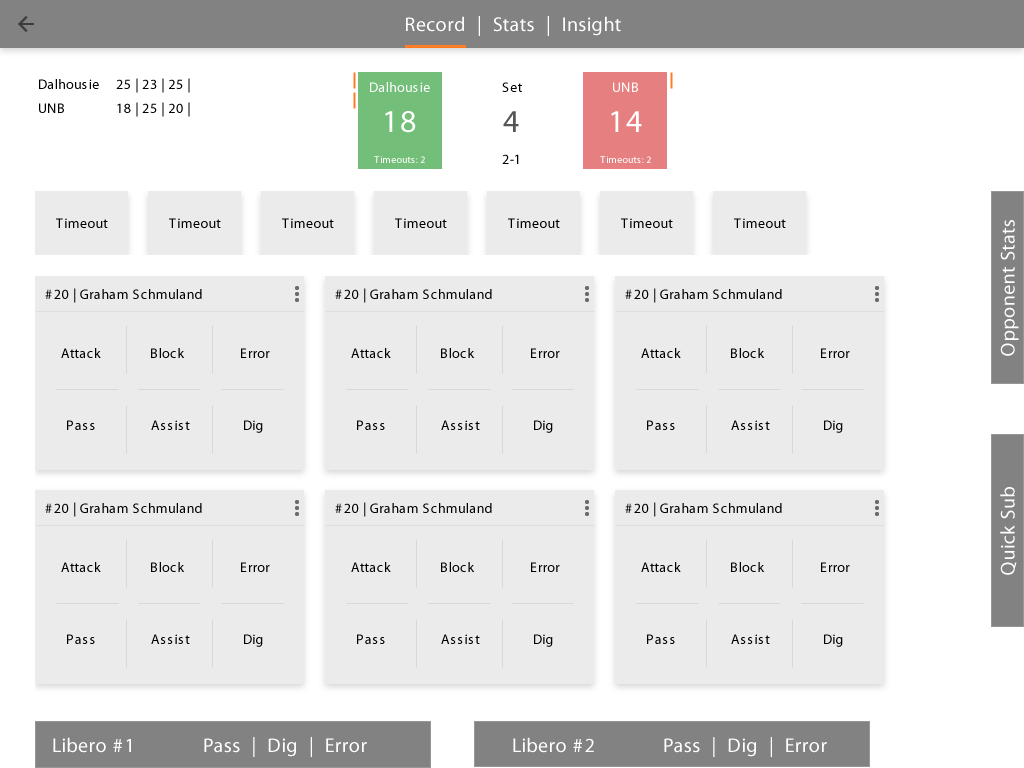 Record | Stats | Insight
Dalhousie 25 | 23 | 25 |
UNB 18 | 25 | 20 |
Dalhousie
18
Timeouts: 2
Set
4
2-1
UNB
14
Timeouts: 2
Timeout Timeout Timeout Timeout Timeout Timeout Timeout
#20 | Graham Schmuland #20 | Graham Schmuland #20 | Graham Schmuland
Attack Block Error Attack Block Error Attack Block Error
Pass Assist Dig Pass Assist Dig Pass Assist Dig
#20 | Graham Schmuland #20 | Graham Schmuland #20 | Graham Schmuland
Attack Block Error Attack Block Error Attack Block Error
Pass Assist Dig Pass Assist Dig Pass Assist Dig
Opponent Stats
Quick Sub
Libero #1 Pass | Dig | Error
Libero #2 Pass | Dig | Error